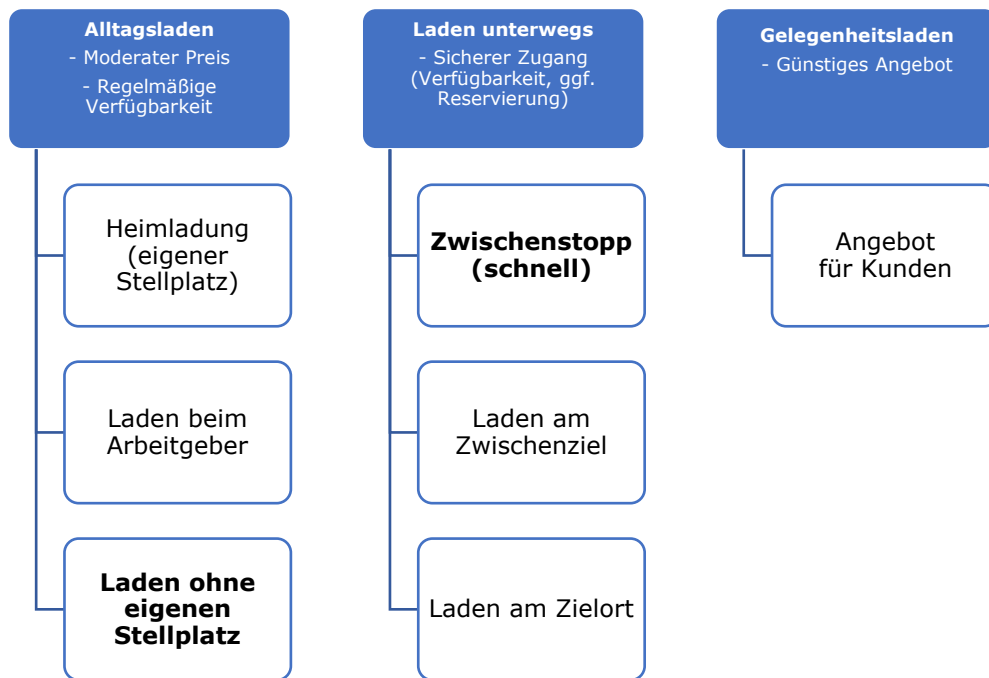 Alltagsladen
- Moderater Preis
- Regelmäßige
Verfügbarkeit
Heimladung
(eigener
Stellplatz)
Laden beim
Arbeitgeber
Laden ohne
eigenen
Stellplatz
Laden unterwegs
- Sicherer Zugang
(Verfügbarkeit, ggf.
Reservierung)
Zwischenstopp
(schnell)
Laden am
Zwischenziel
Laden am Zielort
Gelegenheitsladen
- Günstiges Angebot
Angebot
für Kunden